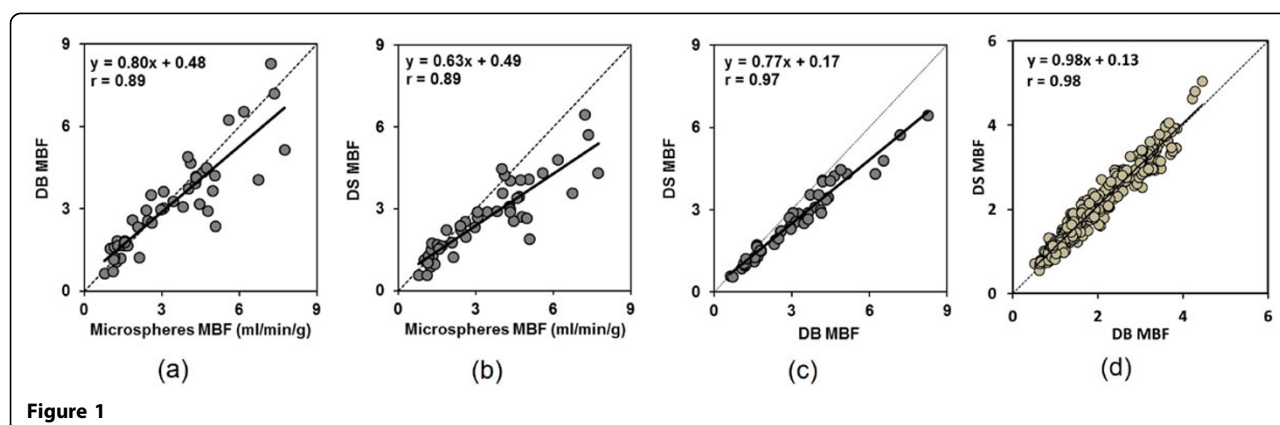 y = 0.80x + 0.48
r = 0.89
9
6
3
0
DB MBF
0 3 6 9
Microspheres MBF (ml/min/g)
(a)
y = 0.63x + 0.49
r = 0.89
9
6
3
0
DS MBF
0 3 6 9
Microspheres MBF (ml/min/g)
(b)
y = 0.77x + 0.17
r = 0.97
9
6
3
0
DS MBF
0 3 6 9
DB MBF
(c)
y = 0.98x + 0.13
r = 0.98
6
4
2
0
DS MBF
0 2 4 6
DB MBF
(d)
Figure 1